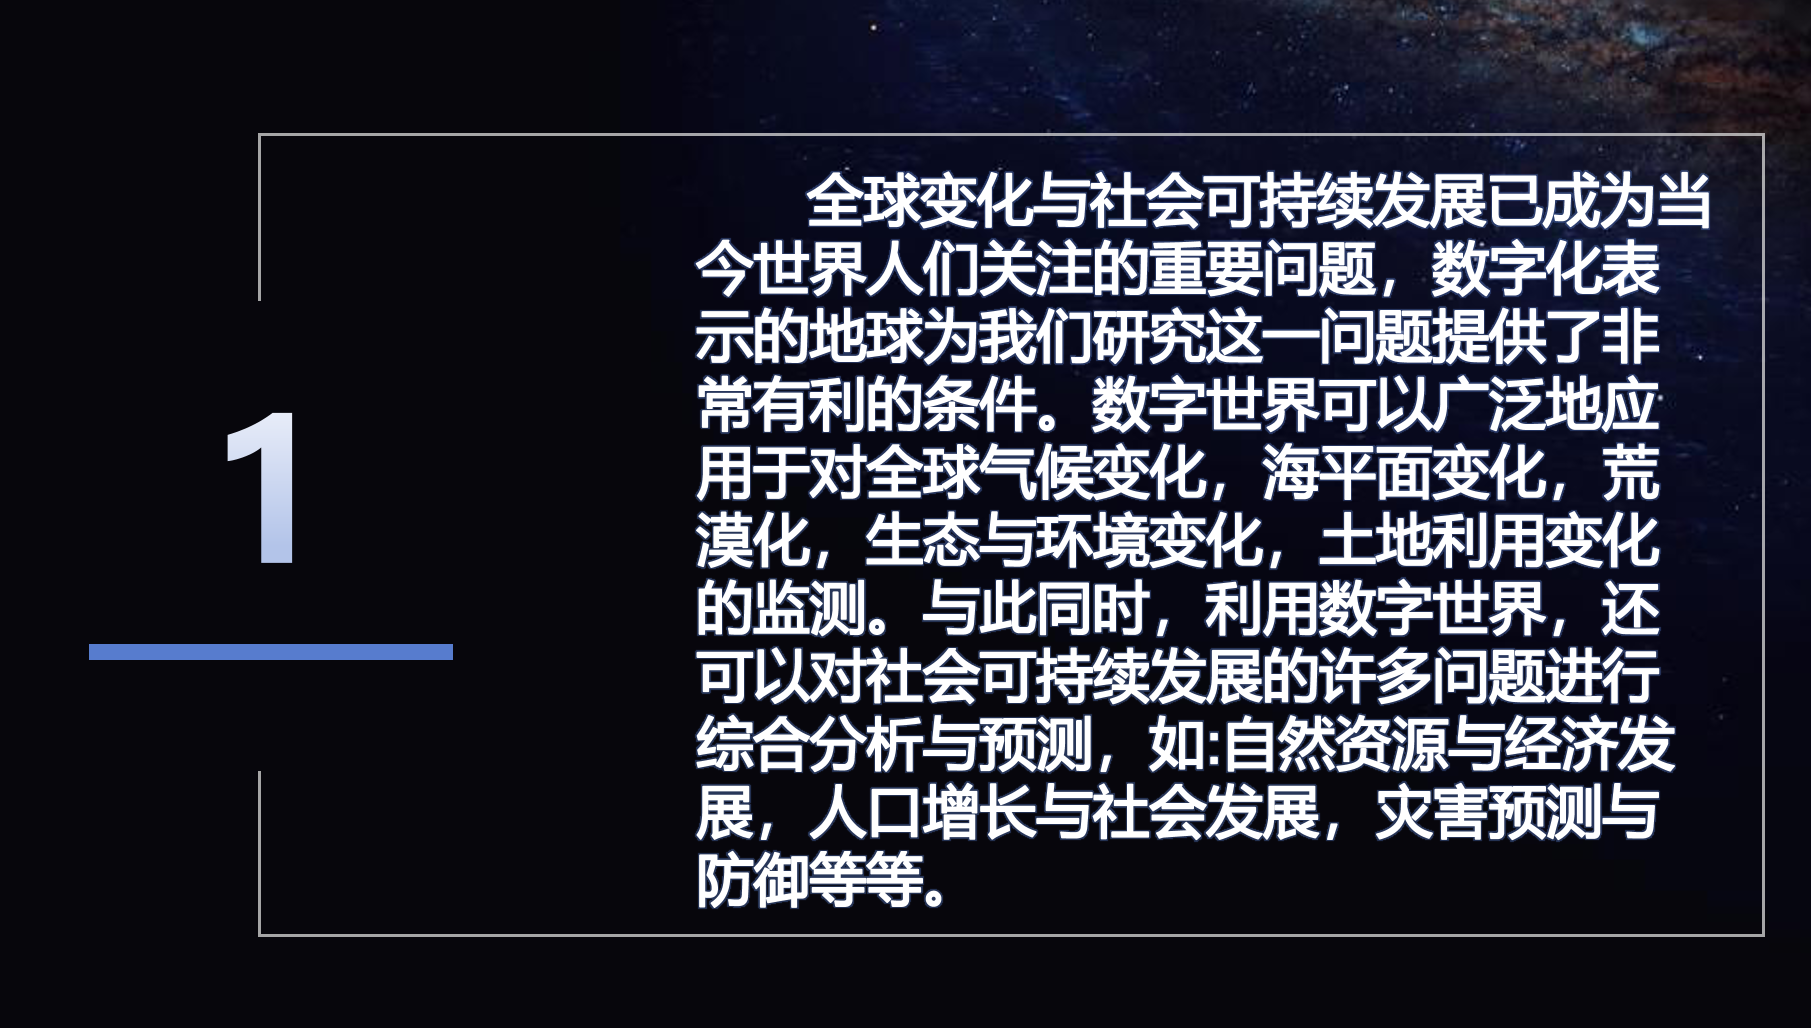 1
全球变化与社会可持续发展已成为当
今世界人们关注的重要问题，数字化表
示的地球为我们研究这一问题提供了非
常有利的条件。数字世界可以广泛地应
用于对全球气候变化，海平面变化，荒
漠化，生态与环境变化，土地利用变化
的监测。与此同时，利用数字世界，还
可以对社会可持续发展的许多问题进行
综合分析与预测，如:自然资源与经济发
展，人口增长与社会发展，灾害预测与
防御等等。